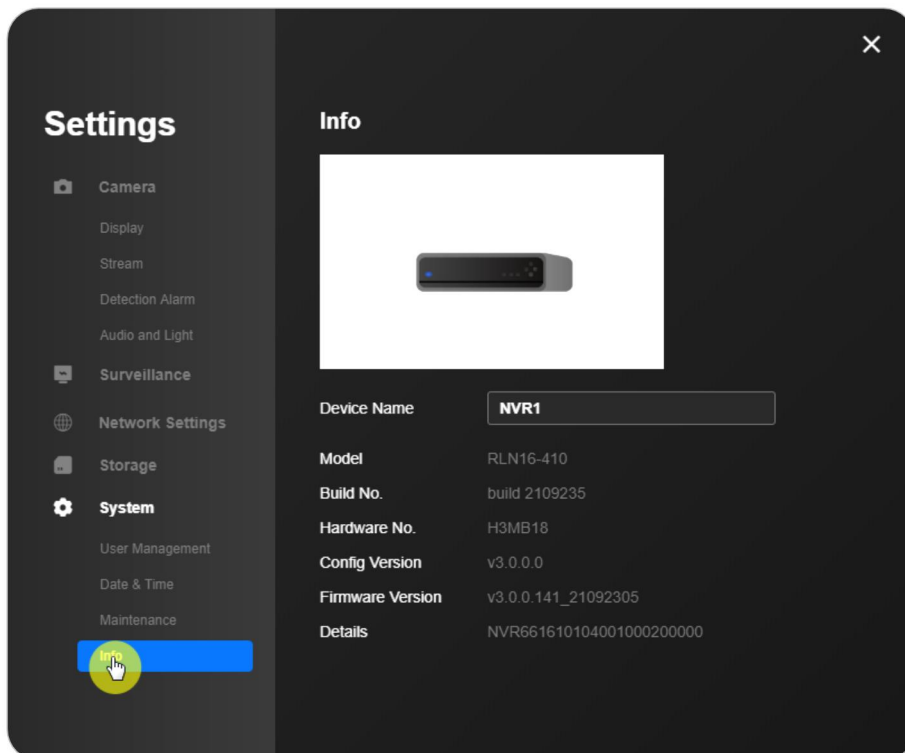 Settings
Camera
Display
Stream
Detection Alarm
Audio and Light
Surveillance
Network Settings
Storage
System
User Management
Date & Time
Maintenance
Info
Info
Device Name NVR1
Model RLN16-410
Build No. build 2109235
Hardware No. H3MB18
Config Version v3.0.0.0
Firmware Version v3.0.0.141_21092305
Details NVR661610104001000200000